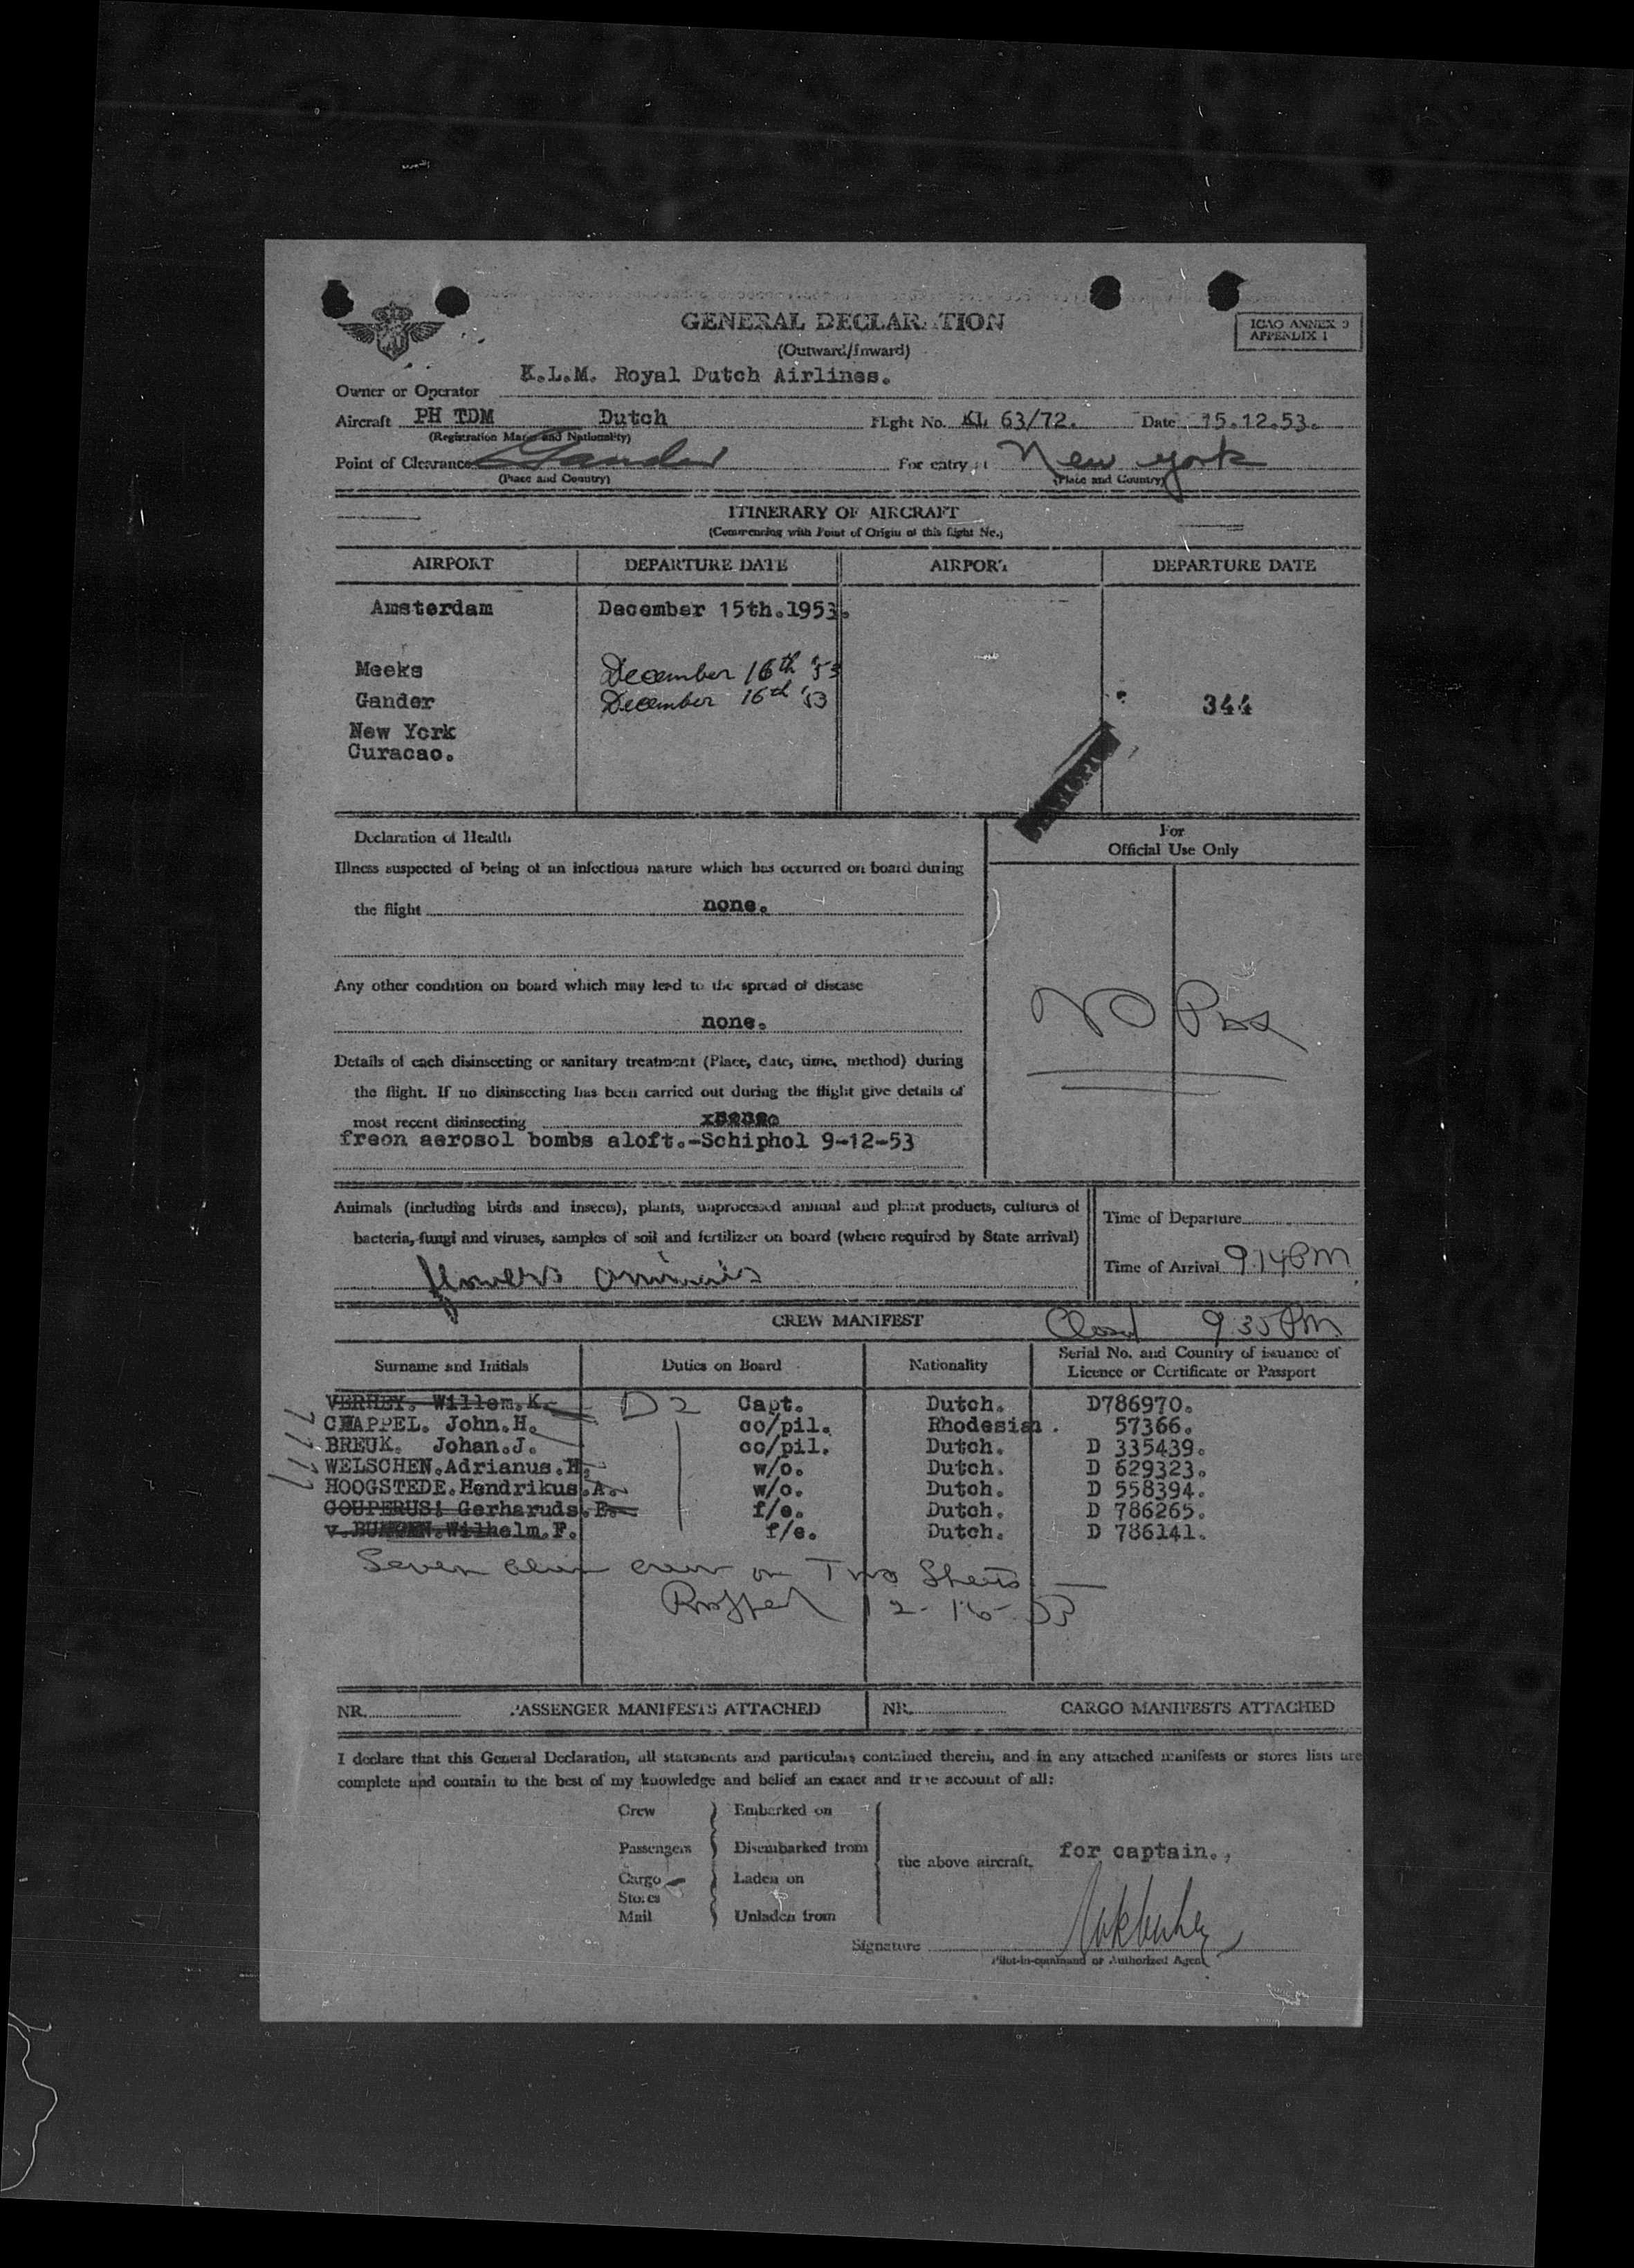 GENERAL DECLARATION
ICAO ANNEX 9
APPENDIX 1
(Outward/Inward)
Owner or Operator K.L.M. Royal Dutch Airlines.
Aircraft PH TDM Dutch Flight No. KL 63/72. Date 15.12.53.
(Registration Marks and Nationality)
Point of Clearance Gander For entry at New York
(Place and Country) (Place and Country)
ITINERARY OF AIRCRAFT
(Commencing with Point of Origin of this flight No.)
AIRPORT DEPARTURE DATE AIRPORT DEPARTURE DATE
Amsterdam December 15th.1953.
Meeks December 16th '53
Gander December 16th '53 344
New York
Curacao.
Declaration of Health
For
Official Use Only
Illness suspected of being of an infectious nature which has occurred on board during
the flight none.
Any other condition on board which may lead to the spread of disease
none.
NO Pax
Details of each disinsecting or sanitary treatment (Place, date, time, method) during
the flight. If no disinsecting has been carried out during the flight give details of
most recent disinsecting
freon aerosol bombs aloft.-Schiphol 9-12-53
Animals (including birds and insects), plants, unprocessed animal and plant products, cultures of
bacteria, fungi and viruses, samples of soil and fertilizer on board (where required by State arrival)
flowers animals
Time of Departure
Time of Arrival 9.14PM
CREW MANIFEST Closed 9.35 PM
Surname and Initials Duties on Board Nationality Serial No. and Country of issuance of Licence or Certificate or Passport
VERHEY. Willem.K. D2 Capt. Dutch. D786970.
CHAPPEL. John.H. co/pil. Rhodesian. 57366.
BREUK. Johan.J. co/pil. Dutch. D 335439.
WELSCHEN.Adrianus.H. w/o. Dutch. D 629323.
HOOGSTEDE.Hendrikus.A. w/o. Dutch. D 558394.
COUPERUS! Gerharuds.E. f/e. Dutch. D 786265.
Wilhelm.F. f/e. Dutch. D 786141.
Seven alien crew on Two Sheets
12-16-53
NR. PASSENGER MANIFESTS ATTACHED NR. CARGO MANIFESTS ATTACHED
I declare that this General Declaration, all statements and particulars contained therein, and in any attached manifests or stores lists are
complete and contain to the best of my knowledge and belief an exact and true account of all:
Crew Embarked on
Passengers Disembarked from
the above aircraft. for captain.,
Cargo Laden on
Stores
Mail Unladen from
Signature
Pilot-in-command or Authorized Agent